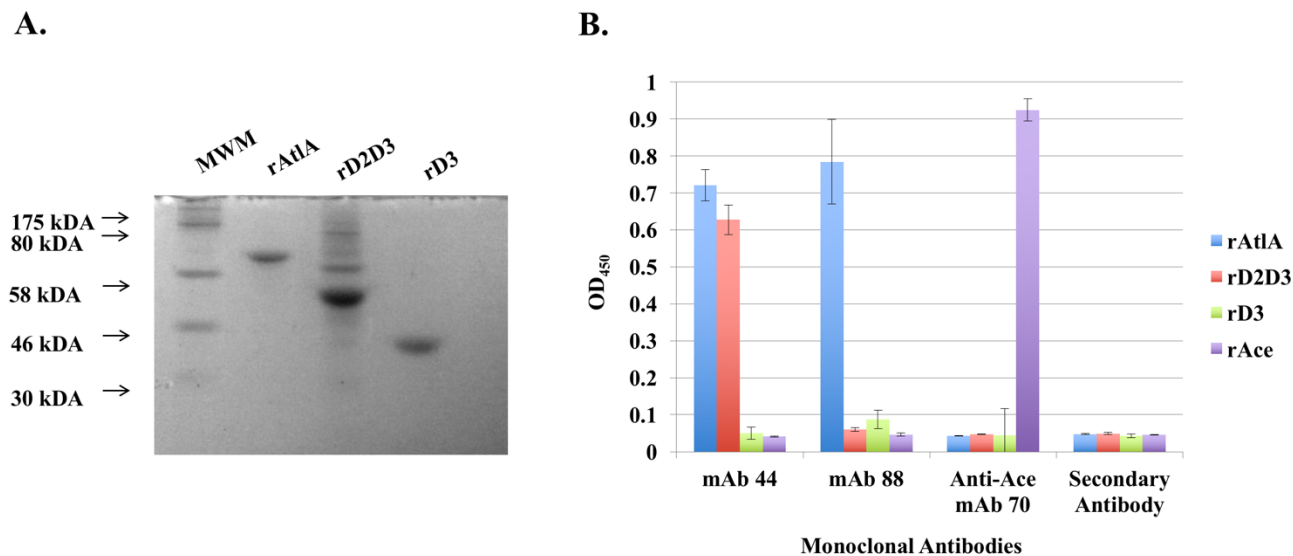 A.
MWM rAtlA rD2D3 rD3
175 kDA
80 kDA
58 kDA
46 kDA
30 kDA
B.
1
0.9
0.8
0.7
0.6
0.5
0.4
0.3
0.2
0.1
0
OD450
mAb 44 mAb 88 Anti-Ace mAb 70 Secondary Antibody
Monoclonal Antibodies
rAtlA
rD2D3
rD3
rAce